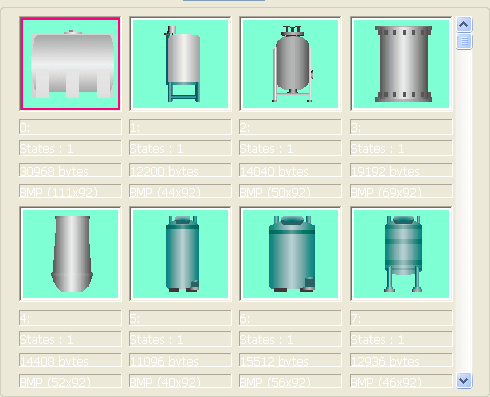 0: 1: 2: 3:
States : 1 States : 1 States : 1 States : 1
30968 bytes 12200 bytes 14040 bytes 19192 bytes
BMP (111x92) BMP (44x92) BMP (50x92) BMP (69x92)
4: 5: 6: 7:
States : 1 States : 1 States : 1 States : 1
14408 bytes 11096 bytes 15512 bytes 12936 bytes
BMP (52x92) BMP (40x92) BMP (56x92) BMP (46x92)